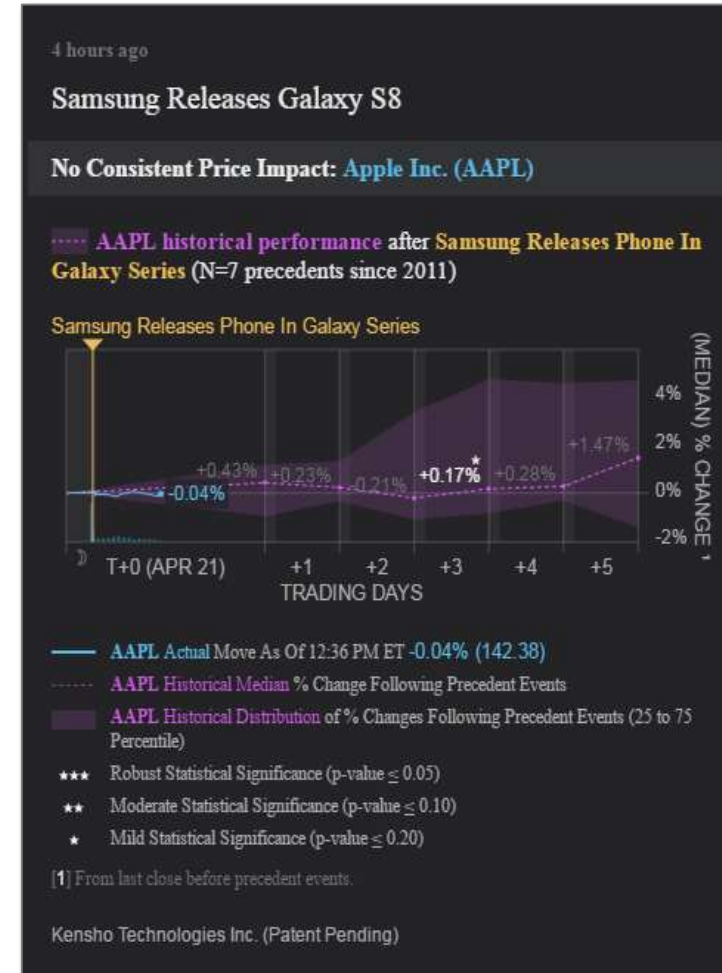 4 hours ago
Samsung Releases Galaxy S8
No Consistent Price Impact: Apple Inc. (AAPL)
AAPL historical performance after Samsung Releases Phone In
Galaxy Series (N=7 precedents since 2011)
Samsung Releases Phone In Galaxy Series
(MEDIAN) % CHANGE ¹
4%
2%
0%
-2%
+0.43%
+0.23%
-0.21%
+0.17%
+0.28%
+1.47%
-0.04%
T+0 (APR 21)
+1
+2
+3
+4
+5
TRADING DAYS
AAPL Actual Move As Of 12:36 PM ET -0.04% (142.38)
AAPL Historical Median % Change Following Precedent Events
AAPL Historical Distribution of % Changes Following Precedent Events (25 to 75
Percentile)
★★★ Robust Statistical Significance (p-value ≤ 0.05)
★★ Moderate Statistical Significance (p-value ≤ 0.10)
★ Mild Statistical Significance (p-value ≤ 0.20)
[1] From last close before precedent events.
Kensho Technologies Inc. (Patent Pending)